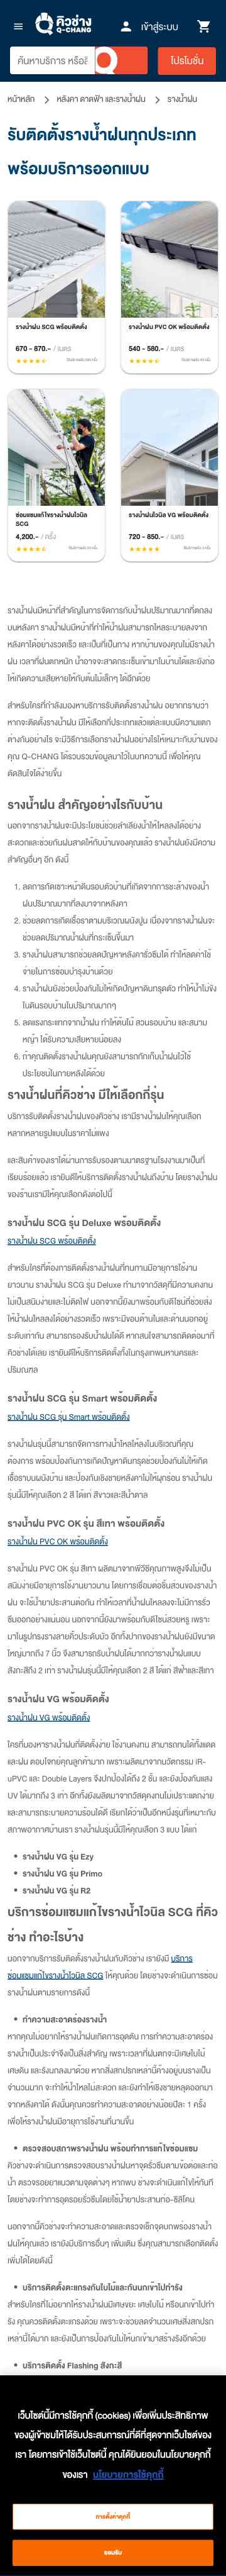 คิวช่าง
Q-CHANG
เข้าสู่ระบบ
ค้นหาบริการ หรือสิ
โปรโมชั่น
หน้าหลัก > หลังคา ดาดฟ้า และรางน้ำฝน > รางน้ำฝน
รับติดตั้งรางน้ำฝนทุกประเภท
พร้อมบริการออกแบบ
รางน้ำฝน SCG พร้อมติดตั้ง
670 - 870.- / เมตร
รางน้ำฝน PVC OK พร้อมติดตั้ง
540 - 580.- / เมตร
ซ่อมแซมแก้ไขรางน้ำฝนไวนิล
SCG
4,200.- / ครั้ง
รางน้ำฝนไวนิล VG พร้อมติดตั้ง
720 - 850.- / เมตร
รางน้ำฝนมีหน้าที่สำคัญในการจัดการกับน้ำฝนปริมาณมากที่ตกลง
บนหลังคา รางน้ำฝนมีหน้าที่ทำให้น้ำฝนสามารถไหลระบายลงจาก
หลังคาได้อย่างรวดเร็ว และเป็นที่เป็นทาง หากบ้านของคุณไม่มีรางน้ำ
ฝน เวลาที่ฝนตกหนัก น้ำอาจจะสาดกระเซ็นเข้ามาในบ้านได้และยังก่อ
ให้เกิดความเสียหายให้กับต้นไม้เล็กๆ ได้อีกด้วย
สำหรับใครที่กำลังมองหาบริการรับติดตั้งรางน้ำฝน อยากทราบว่า
หากจะติดตั้งรางน้ำฝน มีให้เลือกกี่ประเภทแล้วแต่ละแบบมีความแตก
ต่างกันอย่างไร จะมีวิธีการเลือกรางน้ำฝนอย่างไรให้เหมาะกับบ้านของ
คุณ Q-CHANG ได้รวบรวมข้อมูลมาไว้ในบทความนี้ เพื่อให้คุณ
ตัดสินใจได้ง่ายขึ้น
รางน้ำฝน สำคัญอย่างไรกับบ้าน
นอกจากรางน้ำฝนจะมีประโยชน์ช่วยลำเลียงน้ำให้ไหลลงได้อย่าง
สะดวกและช่วยกันฝนสาดให้กับบ้านของคุณแล้ว รางน้ำฝนยังมีความ
สำคัญอื่นๆ อีก ดังนี้
1. ลดการกัดเซาะหน้าดินรอบตัวบ้านที่เกิดจากการชะล้างของน้ำ
ฝนปริมาณมากที่ลงมาจากหลังคา
2. ช่วยลดการเกิดเชื้อราตามบริเวณผนังปูน เนื่องจากรางน้ำฝนจะ
ช่วยลดปริมาณน้ำฝนที่กระเซ็นขึ้นมา
3. รางน้ำฝนสามารถช่วยลดปัญหาหลังคารั่วซึมได้ ทำให้ลดค่าใช้
จ่ายในการซ่อมบำรุงบ้านด้วย
4. รางน้ำฝนยังช่วยป้องกันไม่ให้เกิดปัญหาดินทรุดตัว ทำให้น้ำไม่ขัง
ในดินรอบบ้านในปริมาณมากๆ
5. ลดแรงกระแทกจากน้ำฝน ทำให้ต้นไม้ สวนรอบบ้าน และสนาม
หญ้า ได้รับความเสียหายน้อยลง
6. ถ้าคุณติดตั้งรางน้ำฝนคุณยังสามารถกักเก็บน้ำฝนไว้ใช้
ประโยชน์ในภายหลังได้ด้วย
รางน้ำฝนที่คิวช่าง มีให้เลือกกี่รุ่น
บริการรับติดตั้งรางน้ำฝนของคิวช่าง เรามีรางน้ำฝนให้คุณเลือก
หลากหลายรูปแบบในราคาไม่แพง
และสินค้าของเราได้ผ่านการรับรองตามมาตรฐานโรงงานมาเป็นที่
เรียบร้อยแล้ว เรายินดีให้บริการติดตั้งรางน้ำฝนถึงบ้าน โดยรางน้ำฝน
ของร้านเรามีให้คุณเลือกดังต่อไปนี้
รางน้ำฝน SCG รุ่น Deluxe พร้อมติดตั้ง
รางน้ำฝน SCG พร้อมติดตั้ง
สำหรับใครที่ต้องการติดตั้งรางน้ำฝนที่ทนทานมีอายุการใช้งาน
ยาวนาน รางน้ำฝน SCG รุ่น Deluxe ทำมาจากวัสดุที่มีความคงทน
ไม่เป็นสนิมง่ายและไม่ติดไฟ นอกจากนี้ยังมาพร้อมกับดีไซน์ที่ช่วยส่ง
ให้น้ำฝนไหลลงได้อย่างรวดเร็ว เพราะมีขอบด้านในและด้านนอกอยู่
ระดับเท่ากัน สามารถรองรับน้ำฝนได้ดี หากสนใจสามารถติดต่อมาที่
คิวช่างได้เลย เรายินดีให้บริการติดตั้งทั้งในกรุงเทพมหานครและ
ปริมณฑล
รางน้ำฝน SCG รุ่น Smart พร้อมติดตั้ง
รางน้ำฝน SCG รุ่น Smart พร้อมติดตั้ง
รางน้ำฝนรุ่นนี้สามารถจัดการทางน้ำไหลให้ลงในบริเวณที่คุณ
ต้องการ พร้อมป้องกันการเกิดปัญหาดินทรุดช่วยป้องกันไม่ให้เกิด
เชื้อราบนผนังบ้าน และป้องกันเชิงชายหลังคาไม่ให้ผุกร่อน รางน้ำฝน
รุ่นนี้มีให้คุณเลือก 2 สี ได้แก่ สีขาวและสีน้ำตาล
รางน้ำฝน PVC OK รุ่น สีเทา พร้อมติดตั้ง
รางน้ำฝน PVC OK พร้อมติดตั้ง
รางน้ำฝน PVC OK รุ่น สีเทา ผลิตมาจากพีวีซีคุณภาพสูงจึงไม่เป็น
สนิมง่ายมีอายุการใช้งานยาวนาน โดยการเชื่อมต่อชิ้นส่วนของรางน้ำ
ฝน จะใช้น้ำยาประสานต่อกัน ทำให้เวลาที่น้ำฝนไหลลงจะไม่มีการรั่ว
ซึมออกอย่างแน่นอน นอกจากนี้ยังมาพร้อมกับดีไซน์สวยหรู เพราะ
มาในรูปทรงรางลายคิ้วประดับบัว อีกทั้งปากของรางน้ำฝนยังมีขนาด
ใหญ่มากถึง 7 นิ้ว จึงสามารถรับน้ำฝนได้มากกว่ารางน้ำฝนแบบ
สังกะสีถึง 2 เท่า รางน้ำฝนรุ่นนี้มีให้คุณเลือก 2 สี ได้แก่ สีฟ้าและสีเทา
รางน้ำฝน VG พร้อมติดตั้ง
รางน้ำฝน VG พร้อมติดตั้ง
ใครที่มองหารางน้ำฝนที่ติดตั้งง่าย ใช้งานคงทน สามารถทนได้ทั้งแดด
และฝน ตอบโจทย์คุณลูกค้ามาก เพราะผลิตมาจากนวัตกรรม iR-
uPVC และ Double Layers จึงปกป้องได้ถึง 2 ชั้น และยังป้องกันแสง
UV ได้มากถึง 3 เท่า อีกทั้งยังผลิตมาจากวัสดุคงทนไม่เปราะแตกง่าย
และสามารถระบายความร้อนได้ดี เรียกได้ว่าเป็นอีกหนึ่งรุ่นที่เหมาะกับ
สภาพอากาศบ้านเรา รางน้ำฝนรุ่นนี้มีให้คุณเลือก 3 แบบ ได้แก่
• รางน้ำฝน VG รุ่น Ezy
• รางน้ำฝน VG รุ่น Primo
• รางน้ำฝน VG รุ่น R2
บริการซ่อมแซมแก้ไขรางน้ำไวนิล SCG ที่คิว
ช่าง ทำอะไรบ้าง
นอกจากบริการรับติดตั้งรางน้ำฝนกับคิวช่าง เรายังมี บริการ
ซ่อมแซมแก้ไขรางน้ำไวนิล SCG ให้คุณด้วย โดยช่างจะดำเนินการซ่อม
รางน้ำฝนตามรายการดังนี้
• ทำความสะอาดร่องรางน้ำ
หากคุณไม่อยากให้รางน้ำฝนเกิดการอุดตัน การทำความสะอาดร่อง
รางน้ำเป็นประจำจึงเป็นสิ่งสำคัญ เพราะเวลาที่ฝนตกจะมีเศษใบไม้
เศษดิน และรังนกลงมาด้วย หากสิ่งสกปรกเหล่านี้ค้างอยู่บนรางเป็น
จำนวนมาก จะทำให้น้ำไหลไม่สะดวก และยังทำให้เชิงชายหลุดออกมา
จากหลังคาได้ ดังนั้นคุณควรทำความสะอาดอย่างน้อยปีละ 1 ครั้ง
เพื่อให้รางน้ำฝนมีอายุการใช้งานที่นานขึ้น
• ตรวจสอบสภาพรางน้ำฝน พร้อมทำการแก้ไขซ่อมแซม
คิวช่างจะดำเนินการตรวจสอบรางน้ำฝนหาจุดรั่วซึมตามข้อต่อและท่อ
น้ำ ตรวจรอยยาแนวตามจุดต่างๆ หากพบ ช่างจะดำเนินแก้ไขให้ทันที
โดยช่างจะทำการอุดรอยรั่วซึมโดยใช้น้ำยาประสานท่อ-ซิลิโคน
นอกจากนี้คิวช่างจะทำความสะอาดและตรวจเช็กจุดบกพร่องรางน้ำ
ฝนให้คุณแล้ว เรายังมีบริการอื่นๆ เพิ่มเติม ซึ่งคุณสามารถเลือกติดตั้ง
เพิ่มได้โดยดังนี้
• บริการติดตั้งตะแกรงกันใบไม้และกันนกเข้าไปทำรัง
สำหรับใครที่ไม่อยากให้รางน้ำฝนมีเศษขยะ เศษใบไม้ หรือนกเข้าไปทำ
รัง คุณควรติดตั้งตะแกรงด้วย เพราะจะช่วยลดจำนวนเศษสิ่งสกปรก
เหล่านี้ได้มาก และยังเป็นการป้องกันไม่ให้นกเข้ามาสร้างรังอีกด้วย
• บริการติดตั้ง Flashing สังกะสี
เว็บไซต์นี้มีการใช้คุกกี้ (cookies) เพื่อเพิ่มประสิทธิภาพ
ของผู้เข้าชมให้ได้รับประสบการณ์ที่ดีที่สุดจากเว็บไซต์ของ
เรา โดยการเข้าใช้เว็บไซต์นี้ คุณได้ยินยอมในนโยบายคุกกี้
ของเรา นโยบายการใช้คุกกี้
การตั้งค่าคุกกี้
ยอมรับ